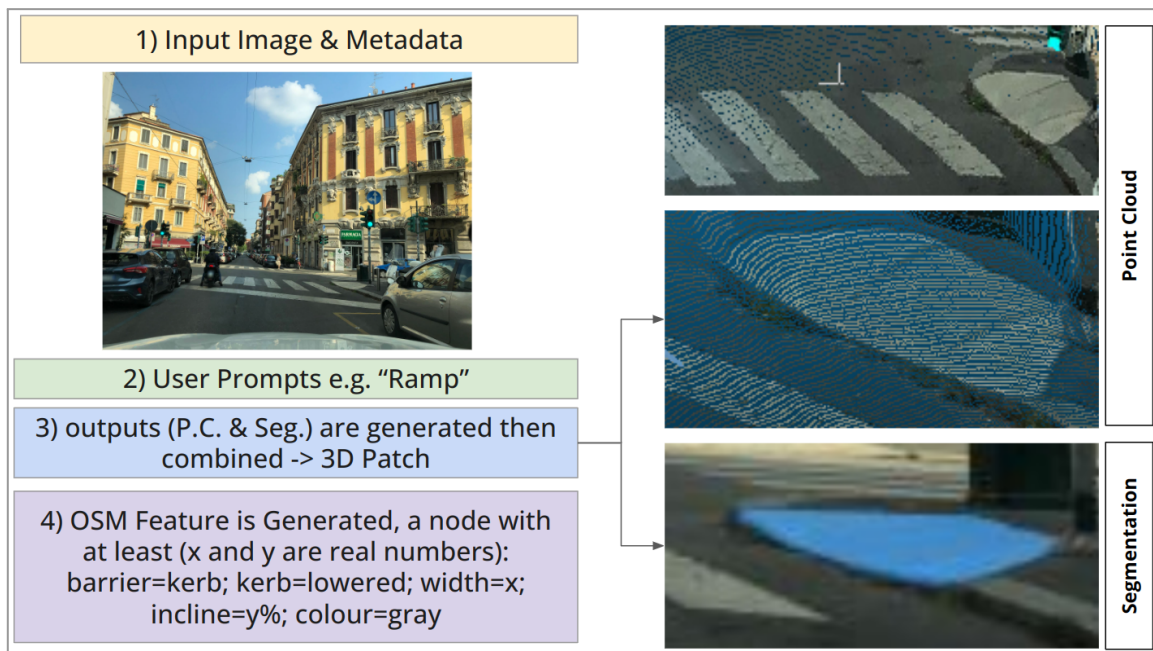 1) Input Image & Metadata
FARMACIA
2) User Prompts e.g. “Ramp”
3) outputs (P.C. & Seg.) are generated then
combined -> 3D Patch
4) OSM Feature is Generated, a node with
at least (x and y are real numbers):
barrier=kerb; kerb=lowered; width=x;
incline=y%; colour=gray
Point Cloud
Segmentation